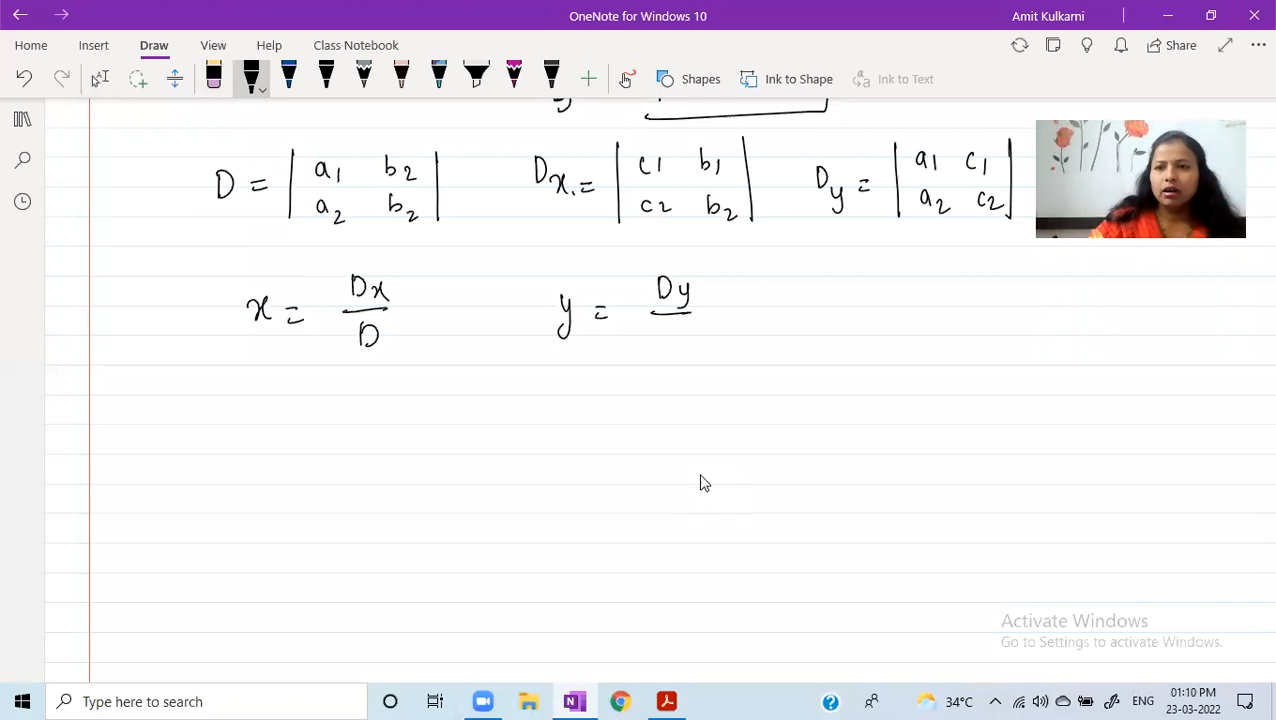 OneNote for Windows 10
Amit Kulkarni
Home Insert Draw View Help Class Notebook
Share
Shapes Ink to Shape Ink to Text
D = | a1 b2 | Dx. = | c1 b1 | Dy = | a1 c1 |
| a2 b2 | | c2 b2 | | a2 c2 |
x = Dx / D y = Dy
Activate Windows
Go to Settings to activate Windows.
Type here to search
34°C
ENG
01:10 PM
23-03-2022